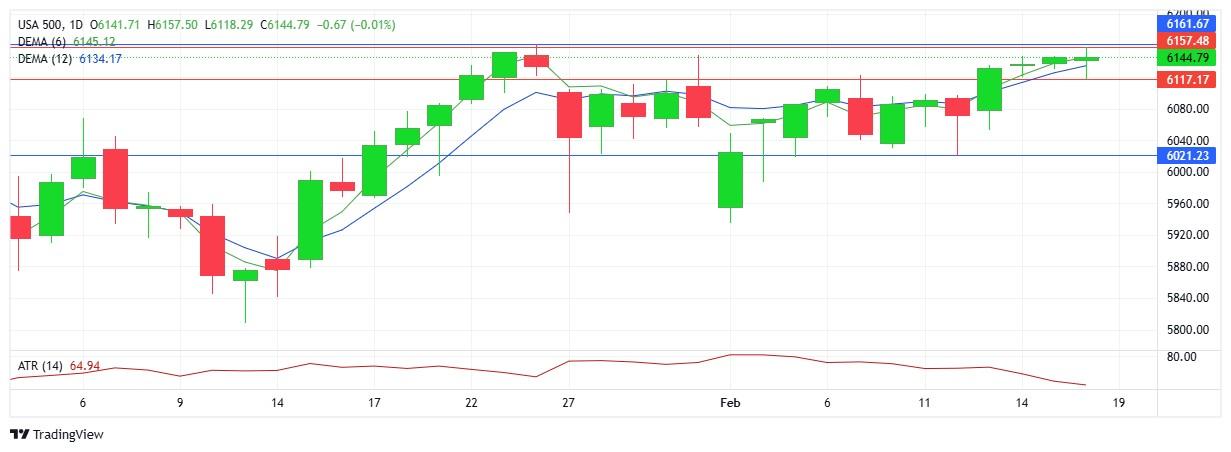 USA 500, 1D O6141.71 H6157.50 L6118.29 C6144.79 −0.67 (−0.01%)
DEMA (6) 6145.12
DEMA (12) 6134.17
6200.00
6161.67
6157.48
6144.79
6117.17
6080.00
6040.00
6021.23
6000.00
5960.00
5920.00
5880.00
5840.00
5800.00
ATR (14) 64.94
80.00
6 9 14 17 22 27 Feb 6 11 14 19
TradingView